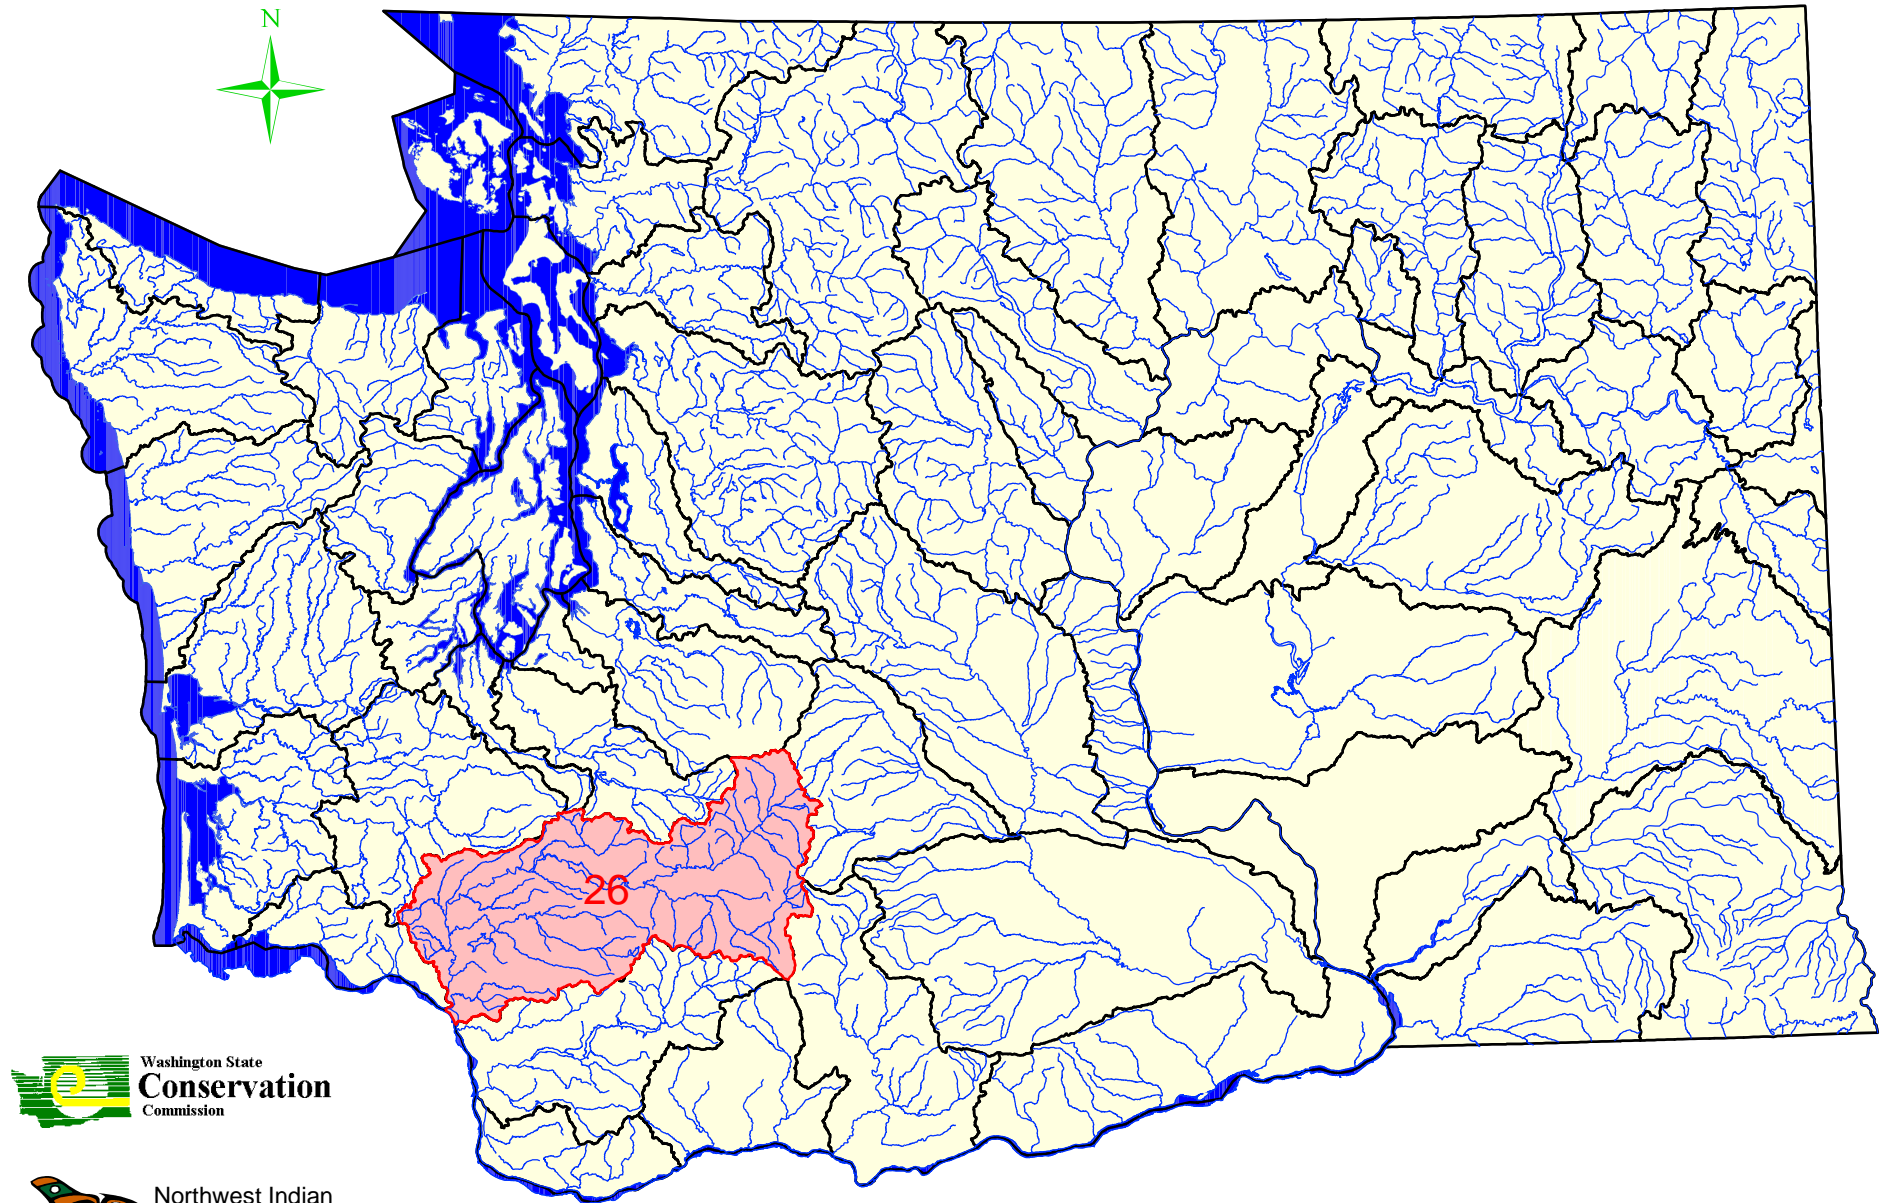 N
26
Washington State
Conservation
Commission
Northwest Indian